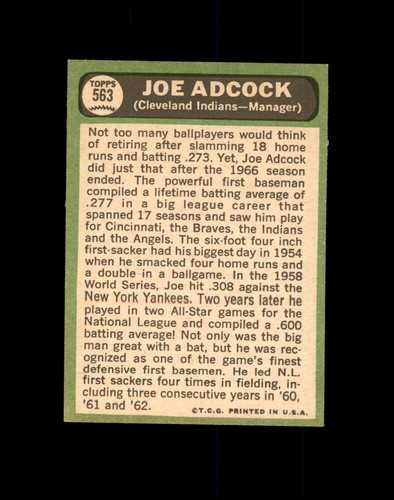 TOPPS
563
JOE ADCOCK
(Cleveland Indians—Manager)
Not too many ballplayers would think
of retiring after slamming 18 home
runs and batting .273. Yet, Joe Adcock
did just that after the 1966 season
ended. The powerful first baseman
compiled a lifetime batting average of
.277 in a big league career that
spanned 17 seasons and saw him play
for Cincinnati, the Braves, the Indians
and the Angels. The six-foot four inch
first-sacker had his biggest day in 1954
when he smacked four home runs and
a double in a ballgame. In the 1958
World Series, Joe hit .308 against the
New York Yankees. Two years later he
played in two All-Star games for the
National League and compiled a .600
batting average! Not only was the big
man great with a bat, but he was rec-
ognized as one of the game's finest
defensive first basemen. He led N.L.
first sackers four times in fielding, in-
cluding three consecutive years in '60,
'61 and '62.
©T.C.G. PRINTED IN U.S.A.